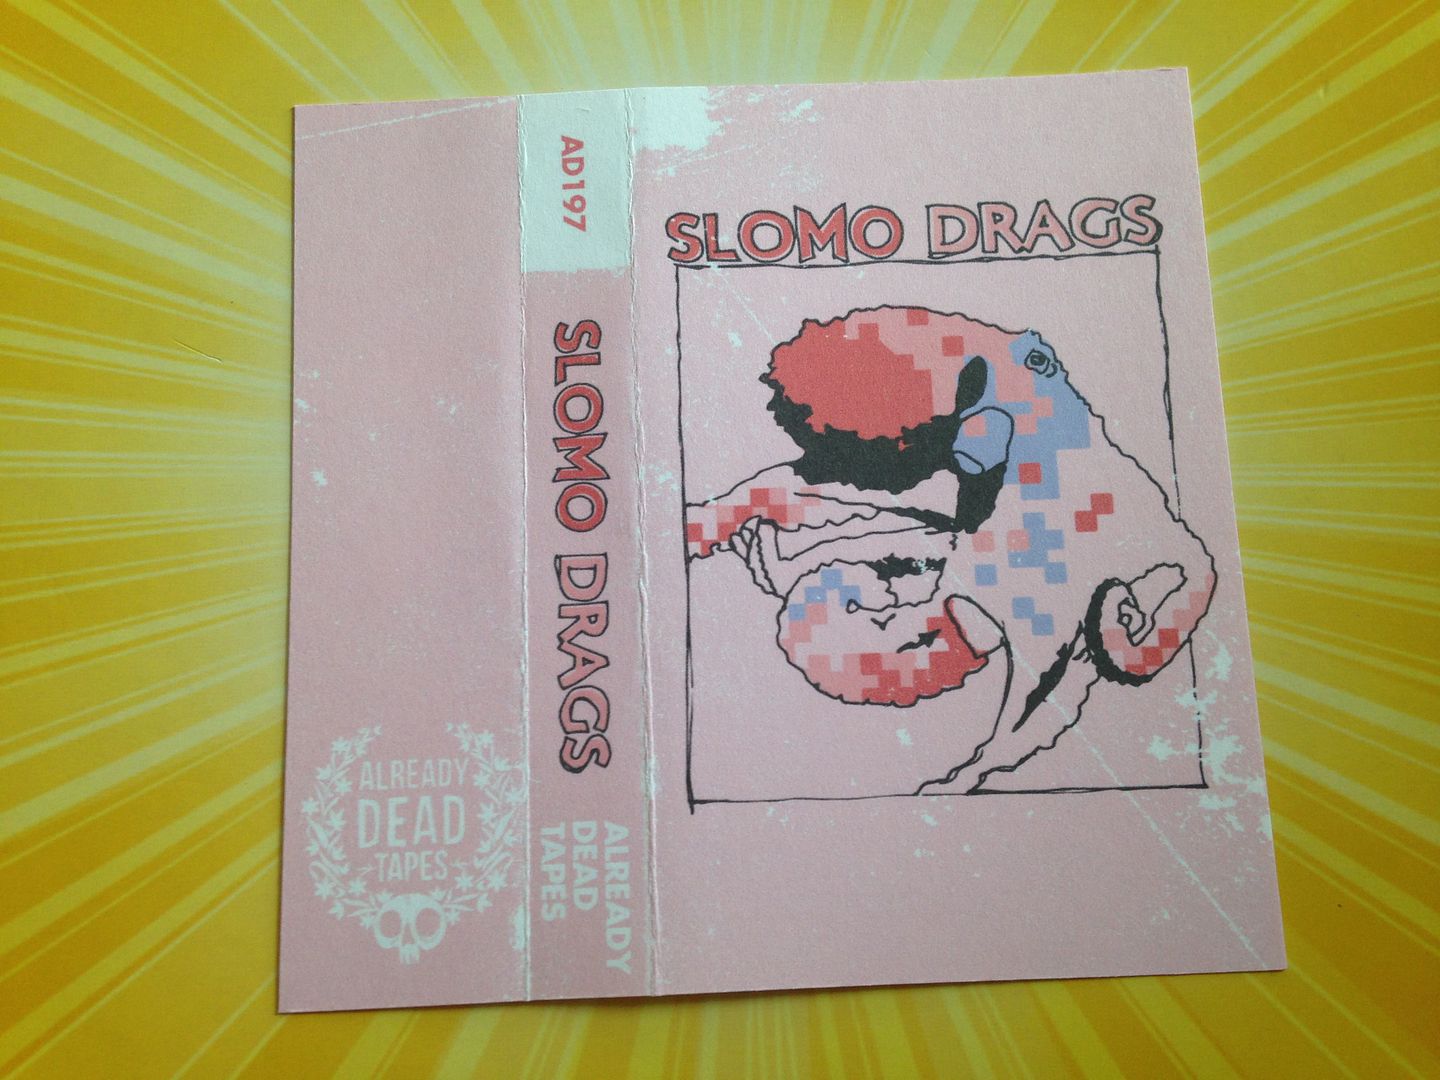 ALREADY
DEAD
TAPES
AD197
SLOMO DRAGS
ALREADY
DEAD
TAPES
SLOMO DRAGS